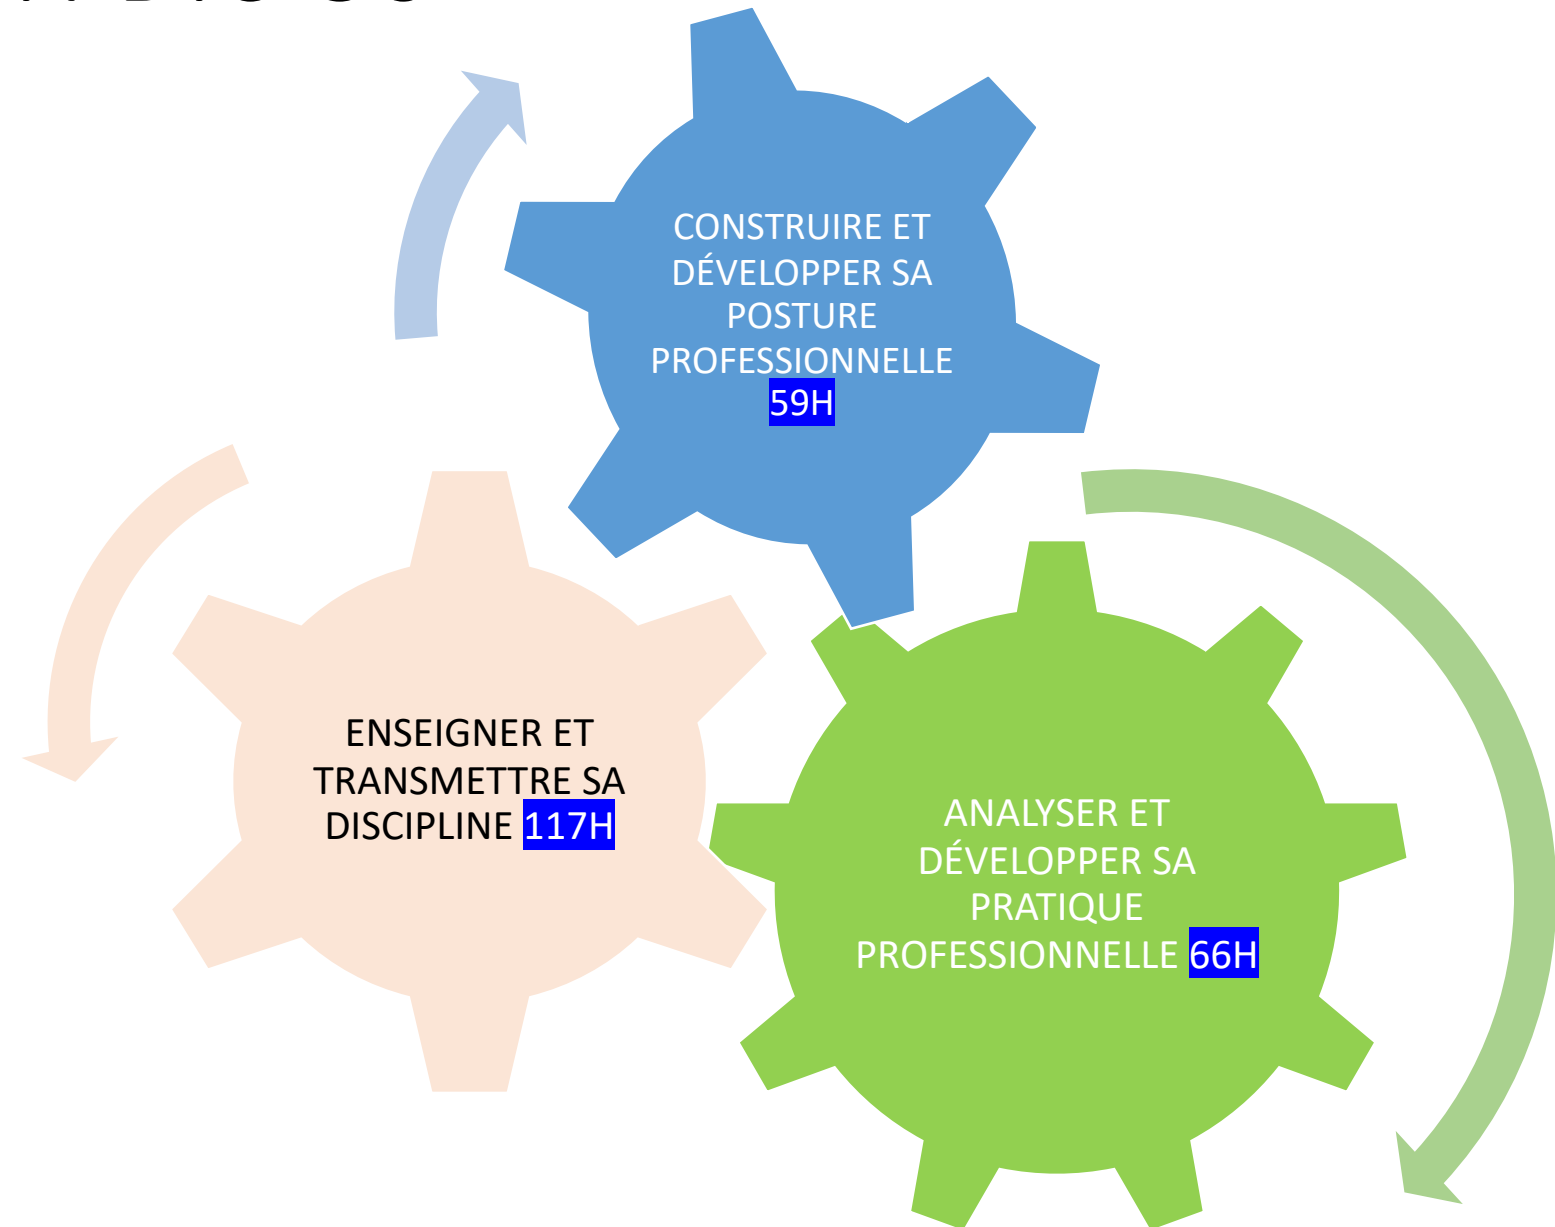 CONSTRUIRE ET
DÉVELOPPER SA
POSTURE
PROFESSIONNELLE
59H
ENSEIGNER ET
TRANSMETTRE SA
DISCIPLINE 117H
ANALYSER ET
DÉVELOPPER SA
PRATIQUE
PROFESSIONNELLE 66H